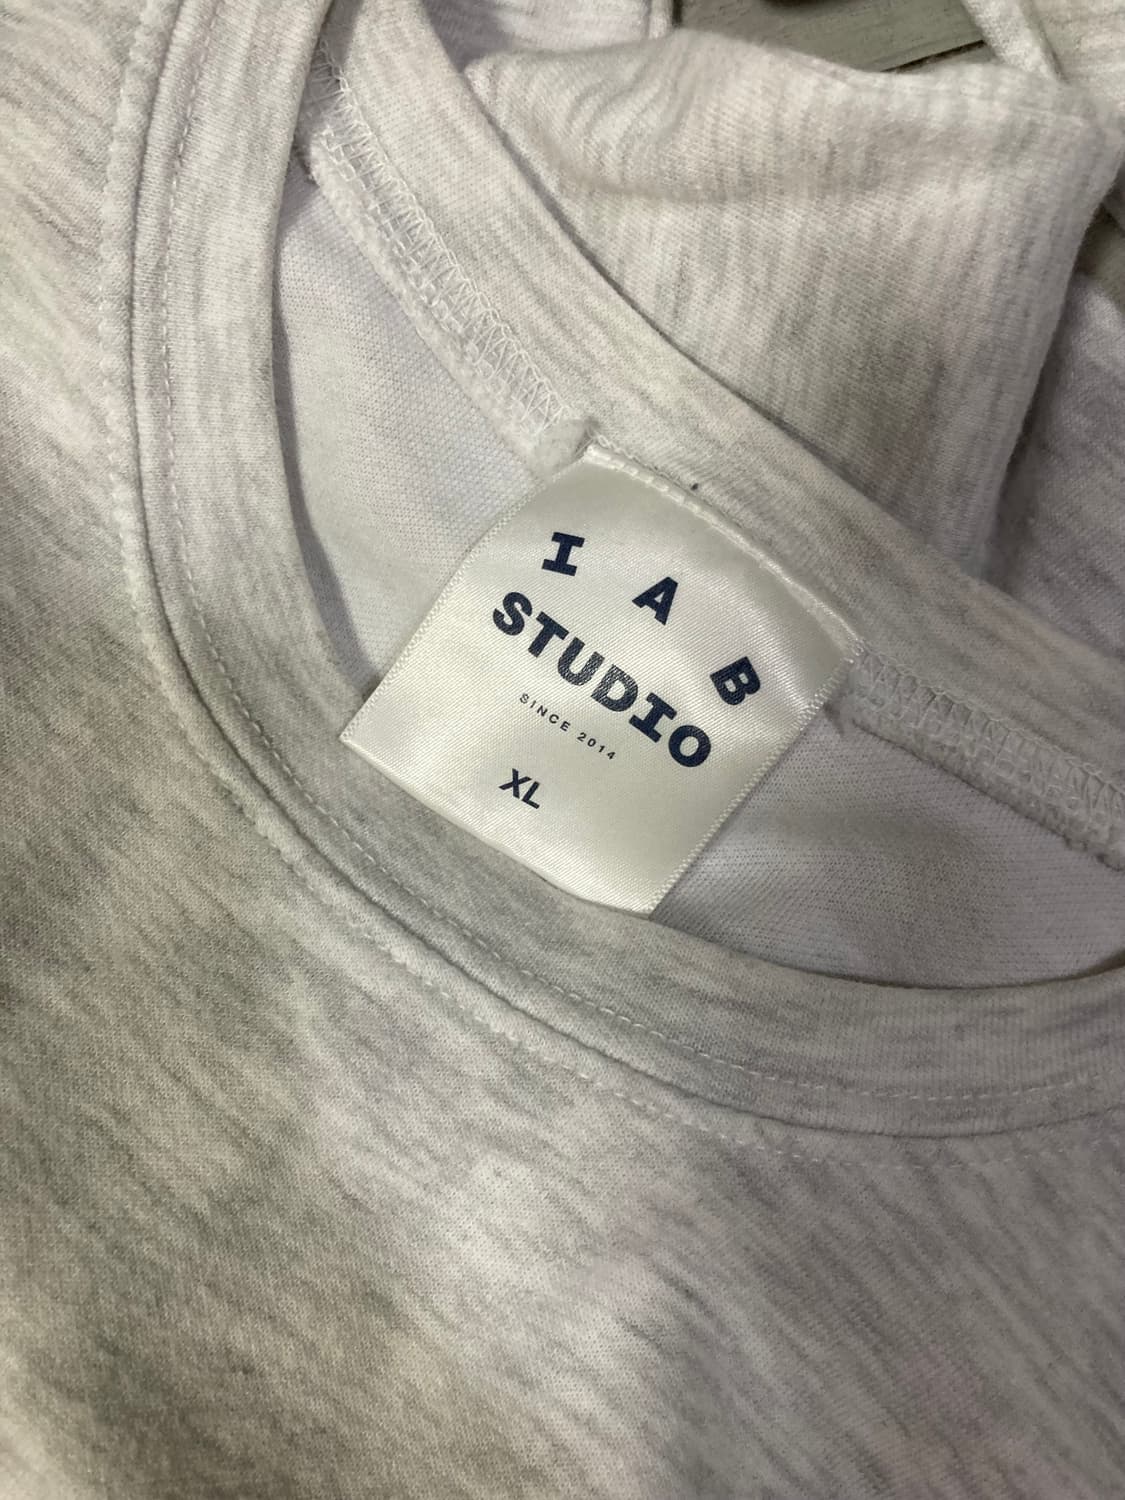 I A B
STUDIO
SINCE 2014
XL